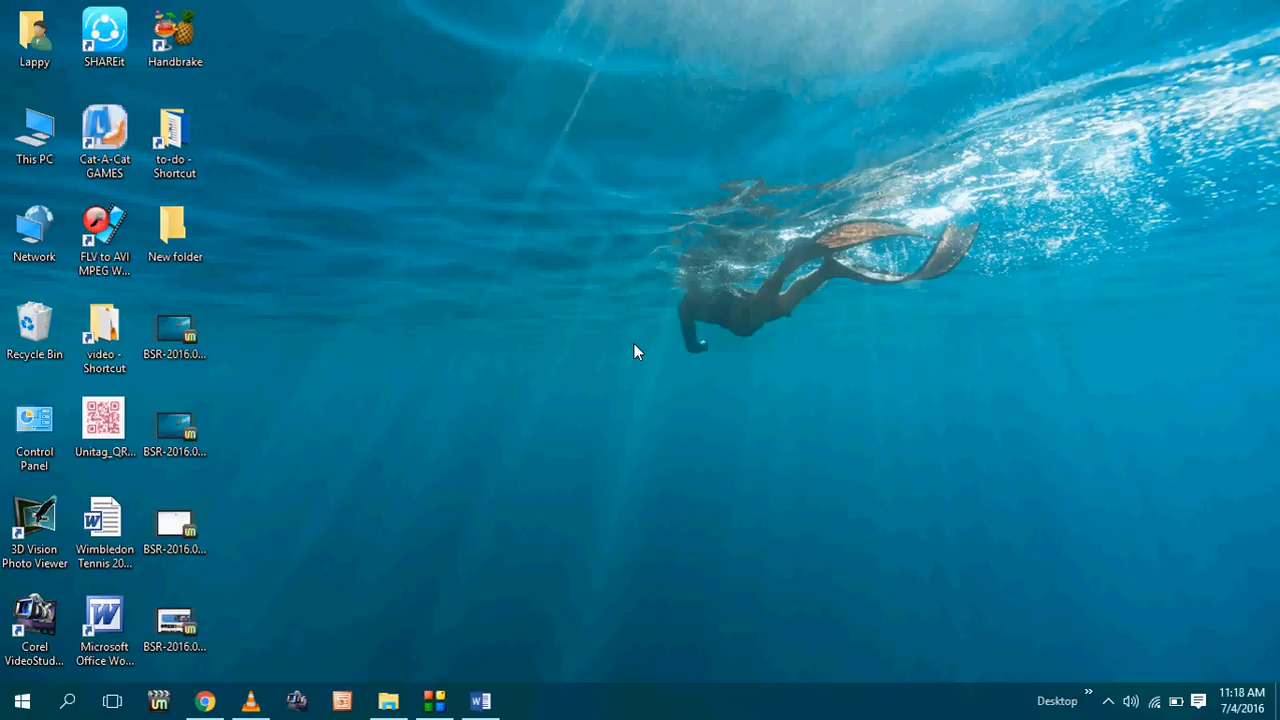 Lappy
SHAREit
Handbrake
This PC
Cat-A-Cat
GAMES
to-do -
Shortcut
Network
FLV to AVI
MPEG W...
New folder
Recycle Bin
video -
Shortcut
BSR-2016.0...
Control
Panel
Unitag_QR...
BSR-2016.0...
3D Vision
Photo Viewer
Wimbledon
Tennis 20...
BSR-2016.0...
Corel
VideoStud...
Microsoft
Office Wo...
BSR-2016.0...
Desktop
11:18 AM
7/4/2016